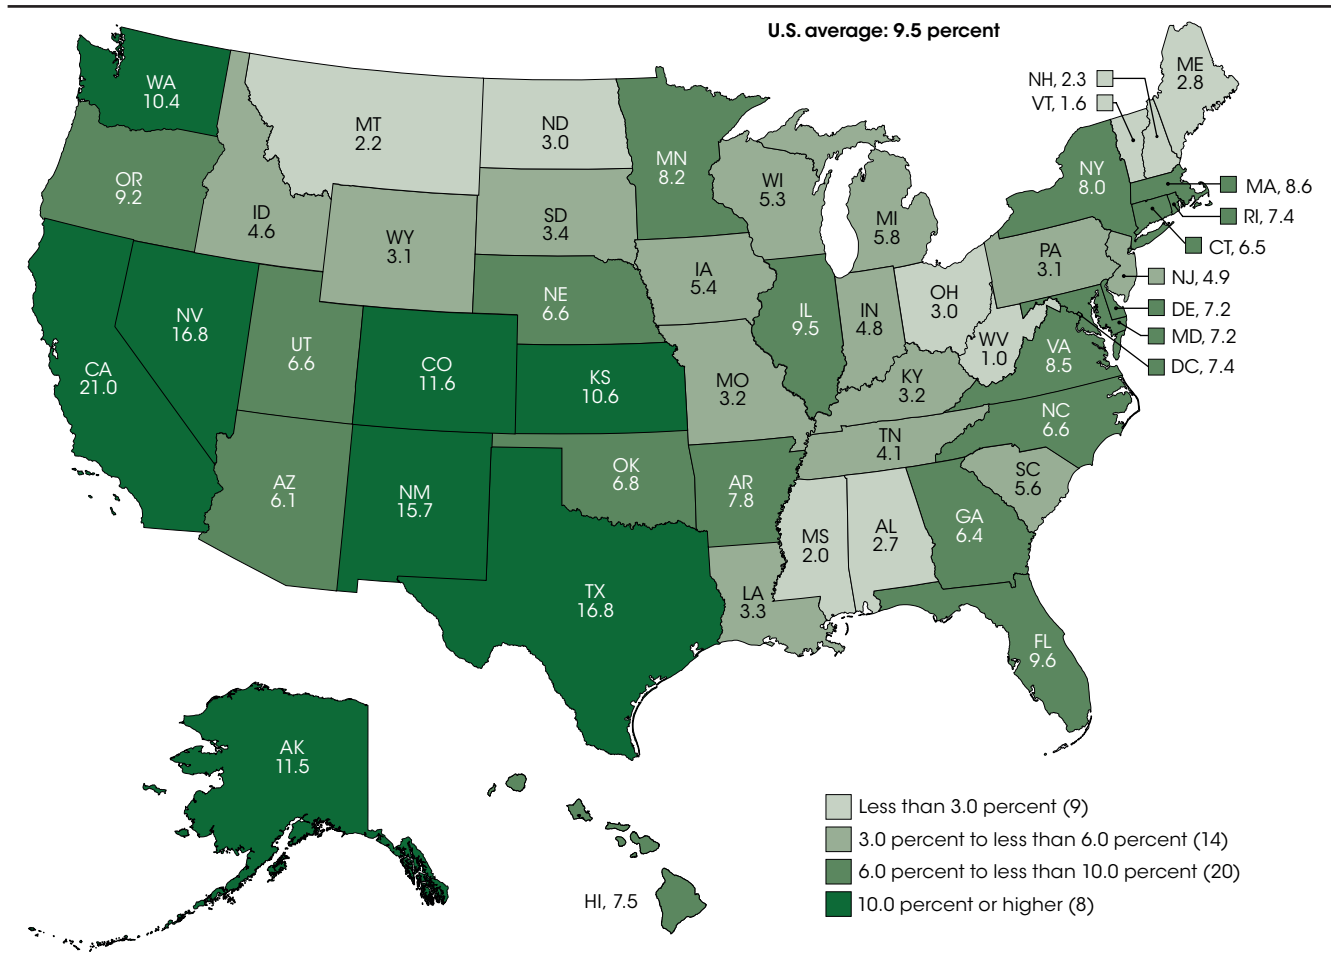 U.S. average: 9.5 percent
WA
10.4
OR
9.2
CA
21.0
NV
16.8
ID
4.6
MT
2.2
WY
3.1
UT
6.6
AZ
6.1
CO
11.6
NM
15.7
ND
3.0
SD
3.4
NE
6.6
KS
10.6
OK
6.8
TX
16.8
MN
8.2
IA
5.4
MO
3.2
AR
7.8
LA
3.3
WI
5.3
IL
9.5
MI
5.8
IN
4.8
OH
3.0
KY
3.2
TN
4.1
MS
2.0
AL
2.7
GA
6.4
FL
9.6
SC
5.6
NC
6.6
VA
8.5
WV
1.0
PA
3.1
NY
8.0
ME
2.8
NH, 2.3
VT, 1.6
MA, 8.6
RI, 7.4
CT, 6.5
NJ, 4.9
DE, 7.2
MD, 7.2
DC, 7.4
AK
11.5
HI, 7.5
Less than 3.0 percent (9)
3.0 percent to less than 6.0 percent (14)
6.0 percent to less than 10.0 percent (20)
10.0 percent or higher (8)